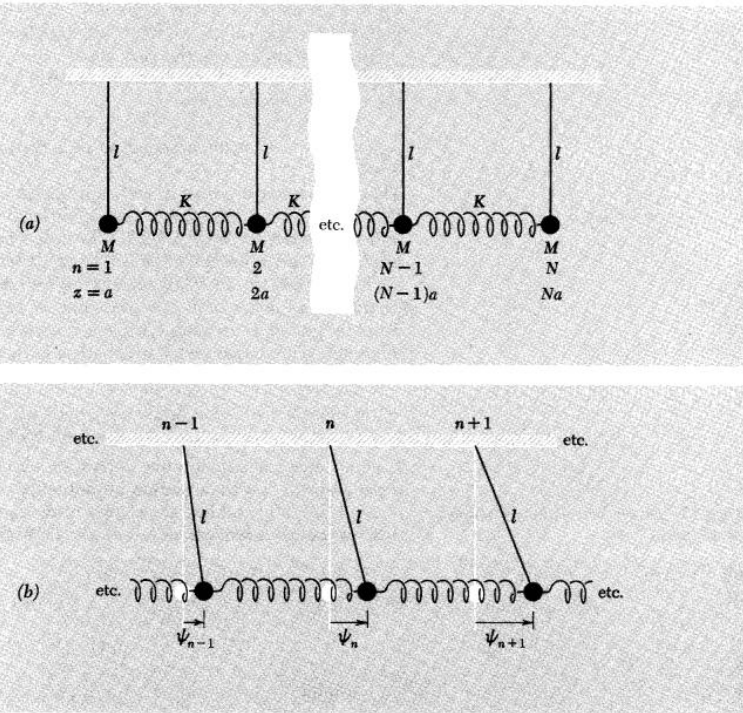 l l l l
K K K
(a) etc.
M M M M
n = 1 2 N − 1 N
z = a 2a (N − 1)a Na
n − 1 n n + 1
etc. etc.
l l l
(b) etc. etc.
ψn−1 ψn ψn+1